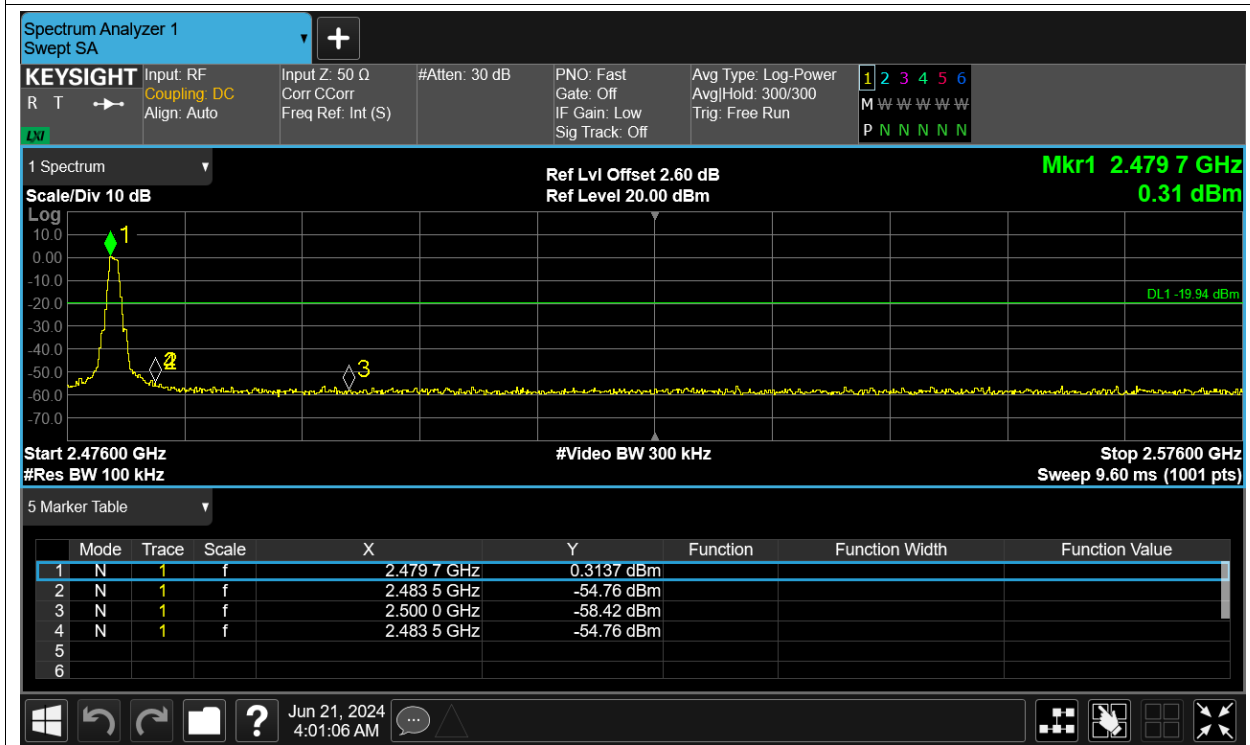 Spectrum Analyzer 1
Swept SA
+
KEYSIGHT Input: RF Input Z: 50 Ω #Atten: 30 dB PNO: Fast Avg Type: Log-Power 1 2 3 4 5 6
R T Coupling: DC Corr CCorr Gate: Off Avg|Hold: 300/300 M W W W W W
Align: Auto Freq Ref: Int (S) IF Gain: Low Trig: Free Run
LXI Sig Track: Off P N N N N N
1 Spectrum Ref Lvl Offset 2.60 dB Mkr1 2.479 7 GHz
Scale/Div 10 dB Ref Level 20.00 dBm 0.31 dBm
Log
10.0 1
0.00
-10.0
-20.0 DL1 -19.94 dBm
-30.0
-40.0
-50.0 3
-60.0
-70.0
Start 2.47600 GHz #Video BW 300 kHz Stop 2.57600 GHz
#Res BW 100 kHz Sweep 9.60 ms (1001 pts)
5 Marker Table
Mode Trace Scale X Y Function Function Width Function Value
1 N 1 f 2.479 7 GHz 0.3137 dBm
2 N 1 f 2.483 5 GHz -54.76 dBm
3 N 1 f 2.500 0 GHz -58.42 dBm
4 N 1 f 2.483 5 GHz -54.76 dBm
5
6
? Jun 21, 2024
4:01:06 AM